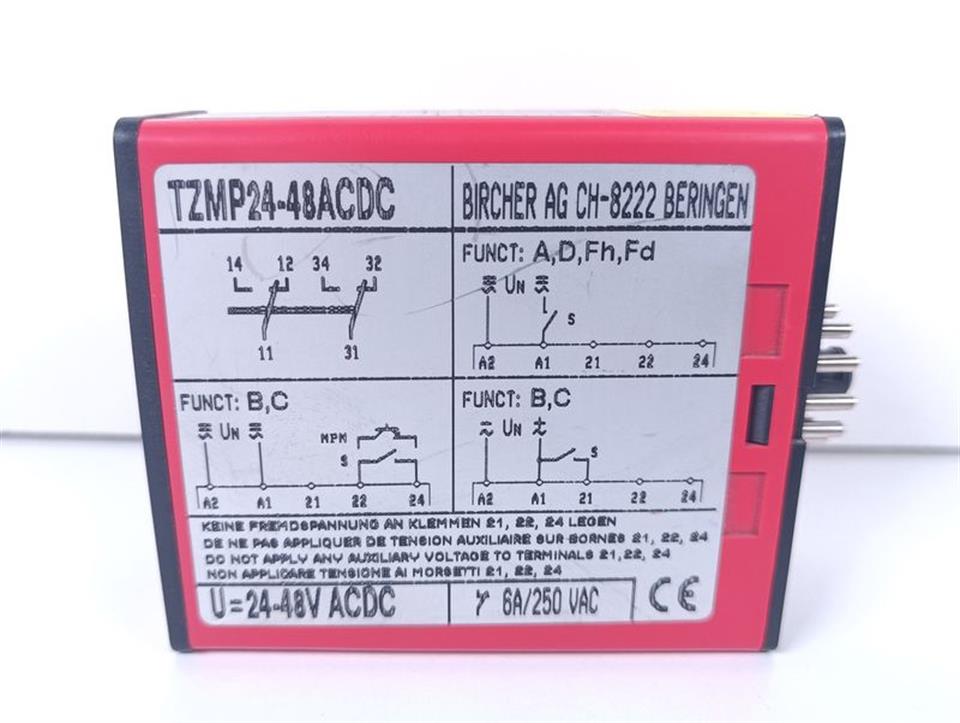 TZMP24-48ACDC
BIRCHER AG CH-8222 BERINGEN
14 12 34 32
11 31
FUNCT: A,D,Fh,Fd
UN
S
A2 A1 21 22 24
FUNCT: B,C
UN
MPM
S
A2 A1 21 22 24
FUNCT: B,C
UN
S
A2 A1 21 22 24
KEINE FREMDSPANNUNG AN KLEMMEN 21, 22, 24 LEGEN
DE NE PAS APPLIQUER DE TENSION AUXILIAIRE SUR BORNES 21, 22, 24
DO NOT APPLY ANY AUXILIARY VOLTAGE TO TERMINALS 21,22, 24
NON APPLICARE TENSIONE AI MORSETTI 21, 22, 24
U=24-48V ACDC
6A/250 VAC
CE